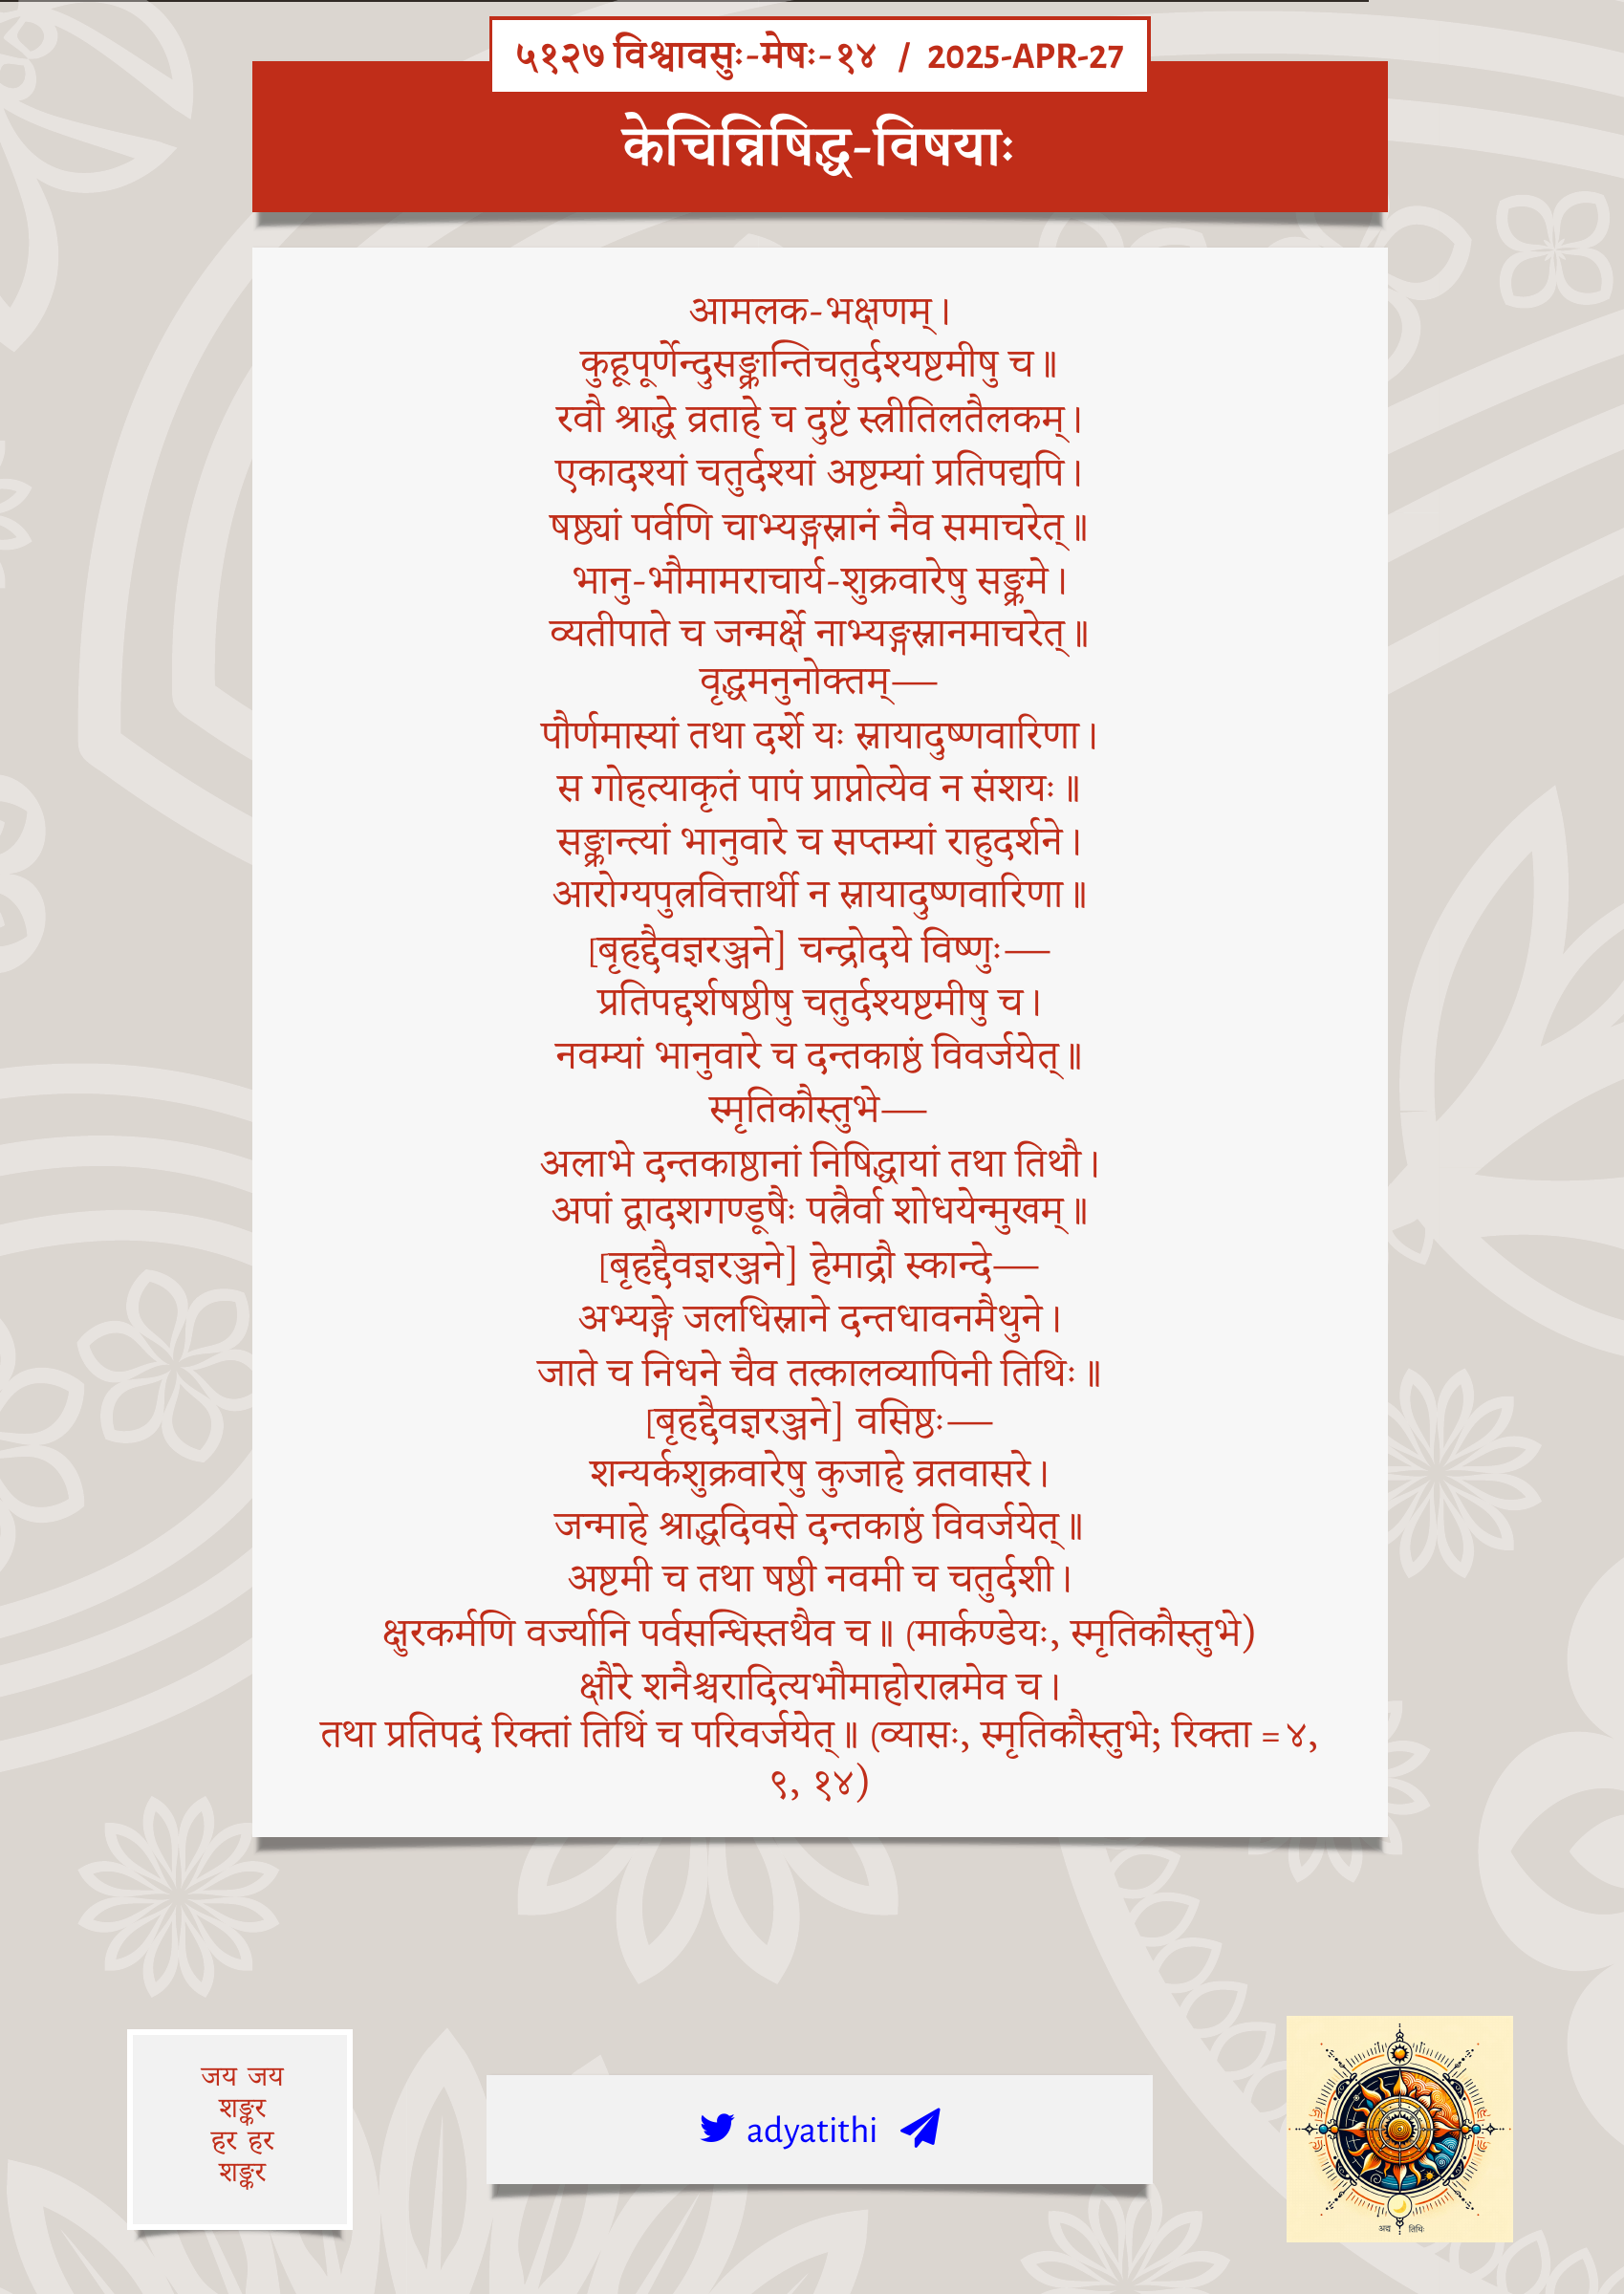 ५१२७ विश्वावसुः-मेषः-१४ / 2025-APR-27
केचिन्निषिद्ध-विषयाः
आमलक-भक्षणम्।
कुहूपूर्णेन्दुसङ्क्रान्तिचतुर्दश्यष्टमीषु च॥
रवौ श्राद्धे व्रताहे च दुष्टं स्त्रीतिलतैलकम्।
एकादश्यां चतुर्दश्यां अष्टम्यां प्रतिपद्यपि।
षष्ठ्यां पर्वणि चाभ्यङ्गस्नानं नैव समाचरेत्॥
भानु-भौमामराचार्य-शुक्रवारेषु सङ्क्रमे।
व्यतीपाते च जन्मर्क्षे नाभ्यङ्गस्नानमाचरेत्॥
वृद्धमनुनोक्तम्—
पौर्णमास्यां तथा दर्शे यः स्नायादुष्णवारिणा।
स गोहत्याकृतं पापं प्राप्नोत्येव न संशयः॥
सङ्क्रान्त्यां भानुवारे च सप्तम्यां राहुदर्शने।
आरोग्यपुत्रवित्तार्थी न स्नायादुष्णवारिणा॥
[बृहद्दैवज्ञरञ्जने] चन्द्रोदये विष्णुः—
प्रतिपद्दर्शषष्ठीषु चतुर्दश्यष्टमीषु च।
नवम्यां भानुवारे च दन्तकाष्ठं विवर्जयेत्॥
स्मृतिकौस्तुभे—
अलाभे दन्तकाष्ठानां निषिद्धायां तथा तिथौ।
अपां द्वादशगण्डूषैः पत्रैर्वा शोधयेन्मुखम्॥
[बृहद्दैवज्ञरञ्जने] हेमाद्रौ स्कान्दे—
अभ्यङ्गे जलधिस्नाने दन्तधावनमैथुने।
जाते च निधने चैव तत्कालव्यापिनी तिथिः॥
[बृहद्दैवज्ञरञ्जने] वसिष्ठः—
शन्यर्कशुक्रवारेषु कुजाहे व्रतवासरे।
जन्माहे श्राद्धदिवसे दन्तकाष्ठं विवर्जयेत्॥
अष्टमी च तथा षष्ठी नवमी च चतुर्दशी।
क्षुरकर्मणि वर्ज्यानि पर्वसन्धिस्तथैव च॥ (मार्कण्डेयः, स्मृतिकौस्तुभे)
क्षौरे शनैश्चरादित्यभौमाहोरात्रमेव च।
तथा प्रतिपदं रिक्तां तिथिं च परिवर्जयेत्॥ (व्यासः, स्मृतिकौस्तुभे; रिक्ता =४,
९, १४)
जय जय
शङ्कर
हर हर
शङ्कर
adyatithi
अद्य तिथिः